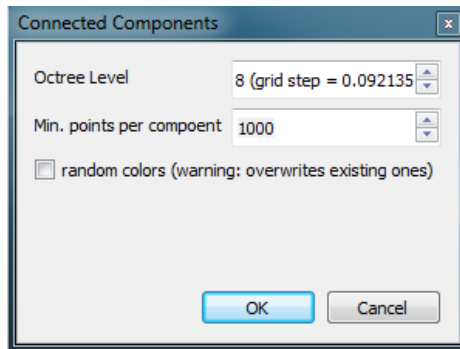 Connected Components
Octree Level
8 (grid step = 0.092135
Min. points per compoent
1000
random colors (warning: overwrites existing ones)
OK
Cancel